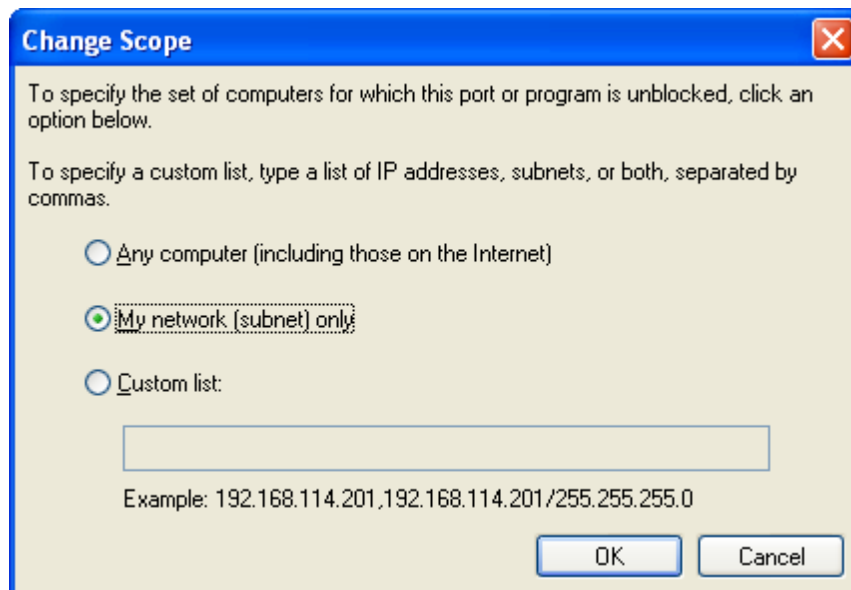 Change Scope
To specify the set of computers for which this port or program is unblocked, click an
option below.
To specify a custom list, type a list of IP addresses, subnets, or both, separated by
commas.
Any computer (including those on the Internet)
My network (subnet) only
Custom list:
Example: 192.168.114.201,192.168.114.201/255.255.255.0
OK
Cancel